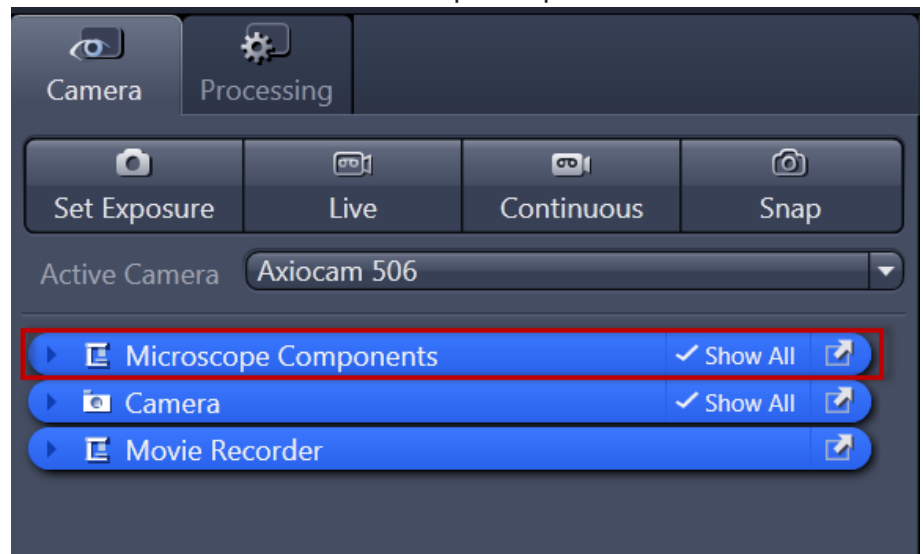 Camera Processing
Set Exposure Live Continuous Snap
Active Camera Axiocam 506
Microscope Components Show All
Camera Show All
Movie Recorder